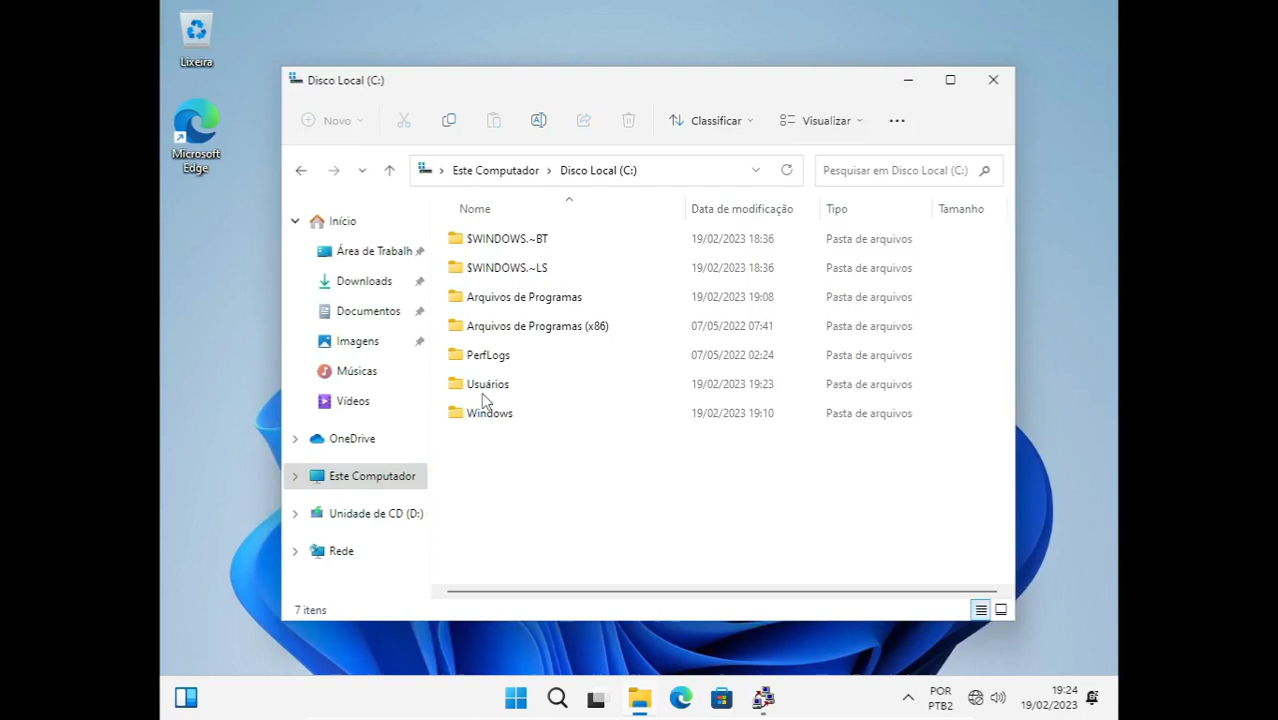 Lixeira
Microsoft
Edge
Disco Local (C:)
Novo
Classificar
Visualizar
Este Computador
Disco Local (C:)
Pesquisar em Disco Local (C:)
Início
Área de Trabalh
Downloads
Documentos
Imagens
Músicas
Vídeos
OneDrive
Este Computador
Unidade de CD (D:)
Rede
Nome Data de modificação Tipo Tamanho
$WINDOWS.~BT 19/02/2023 18:36 Pasta de arquivos
$WINDOWS.~LS 19/02/2023 18:36 Pasta de arquivos
Arquivos de Programas 19/02/2023 19:08 Pasta de arquivos
Arquivos de Programas (x86) 07/05/2022 07:41 Pasta de arquivos
PerfLogs 07/05/2022 02:24 Pasta de arquivos
Usuários 19/02/2023 19:23 Pasta de arquivos
Windows 19/02/2023 19:10 Pasta de arquivos
7 itens
POR
PTB2
19:24
19/02/2023